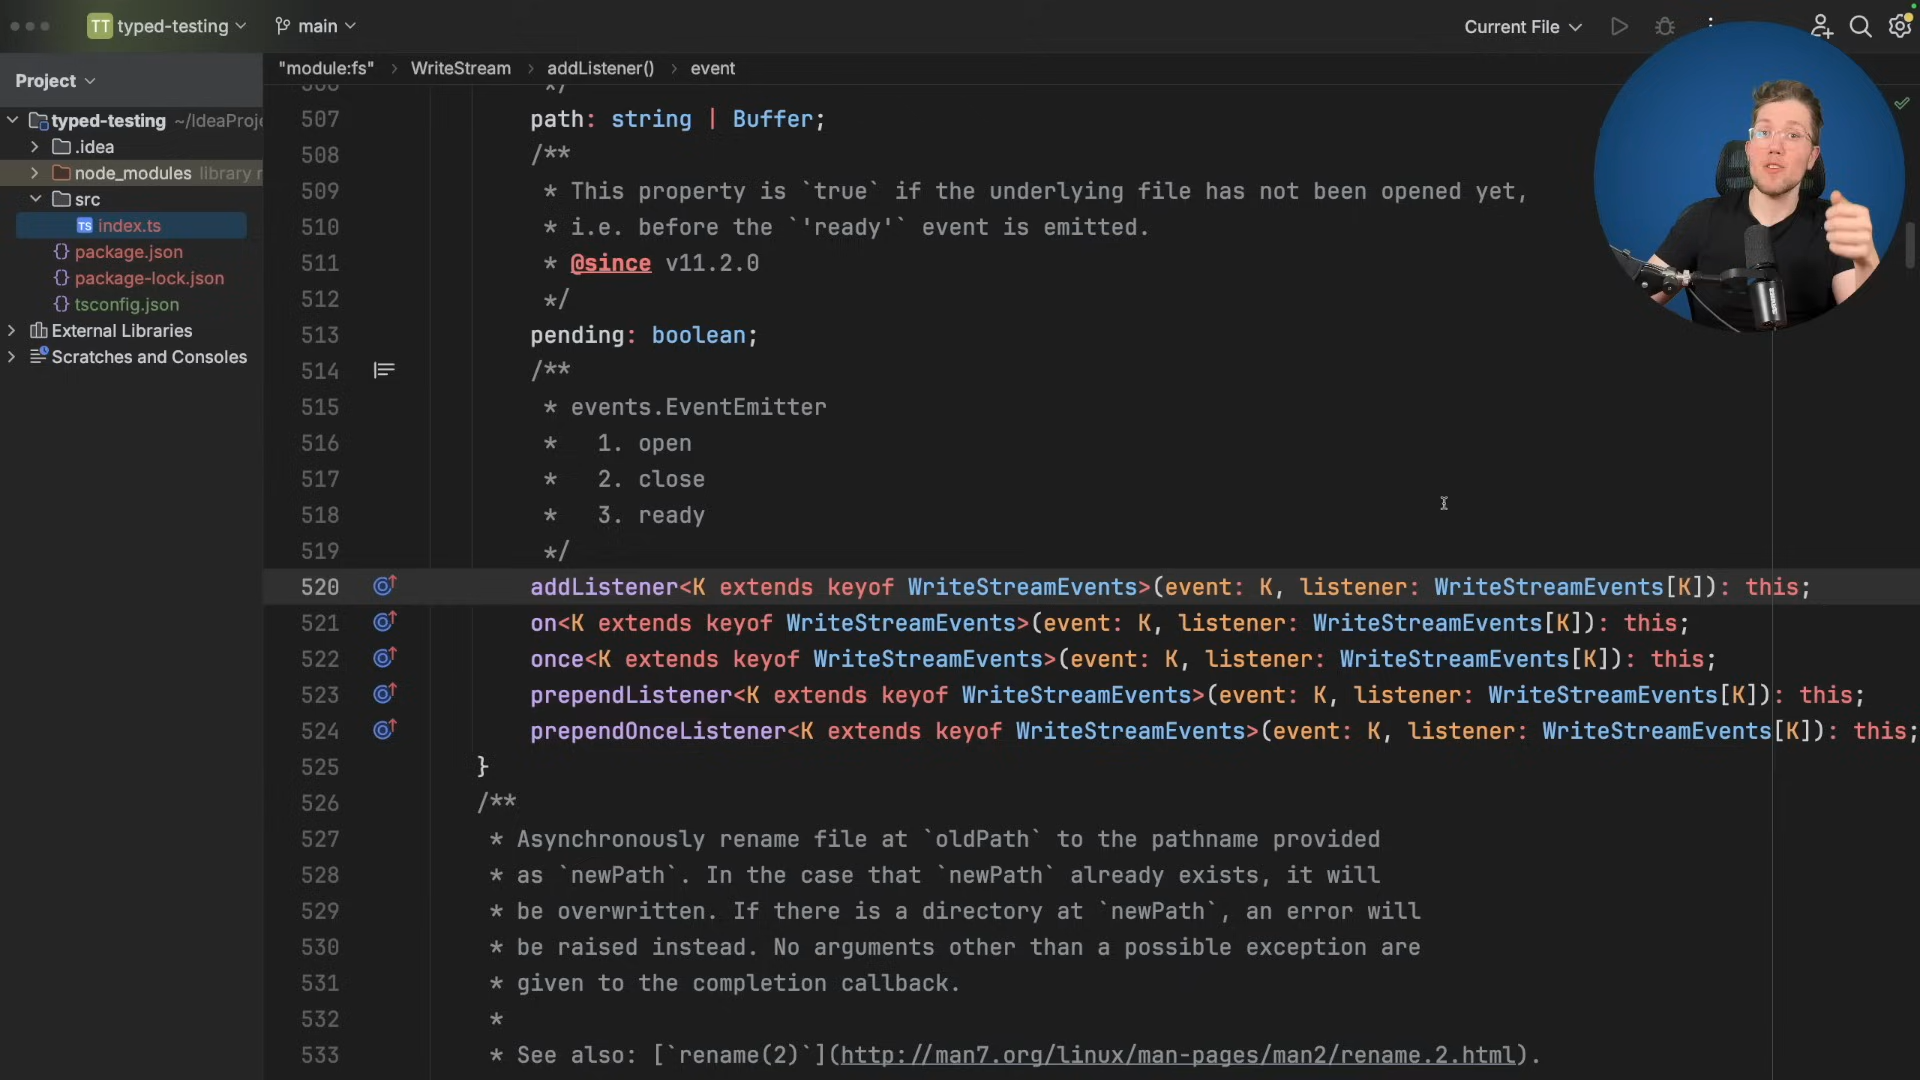 TT typed-testing
main
Current File
Project
"module:fs" › WriteStream › addListener() › event
typed-testing ~/IdeaProje
.idea
node_modules library r
src
TS index.ts
{} package.json
{} package-lock.json
{} tsconfig.json
External Libraries
Scratches and Consoles
*/
507 path: string | Buffer;
508 /**
509 * This property is `true` if the underlying file has not been opened yet,
510 * i.e. before the `'ready'` event is emitted.
511 * @since v11.2.0
512 */
513 pending: boolean;
514 /**
515 * events.EventEmitter
516 *   1. open
517 *   2. close
518 *   3. ready
519 */
520 addListener<K extends keyof WriteStreamEvents>(event: K, listener: WriteStreamEvents[K]): this;
521 on<K extends keyof WriteStreamEvents>(event: K, listener: WriteStreamEvents[K]): this;
522 once<K extends keyof WriteStreamEvents>(event: K, listener: WriteStreamEvents[K]): this;
523 prependListener<K extends keyof WriteStreamEvents>(event: K, listener: WriteStreamEvents[K]): this;
524 prependOnceListener<K extends keyof WriteStreamEvents>(event: K, listener: WriteStreamEvents[K]): this;
525 }
526 /**
527 * Asynchronously rename file at `oldPath` to the pathname provided
528 * as `newPath`. In the case that `newPath` already exists, it will
529 * be overwritten. If there is a directory at `newPath`, an error will
530 * be raised instead. No arguments other than a possible exception are
531 * given to the completion callback.
532 *
533 * See also: [`rename(2)`](http://man7.org/linux/man-pages/man2/rename.2.html).